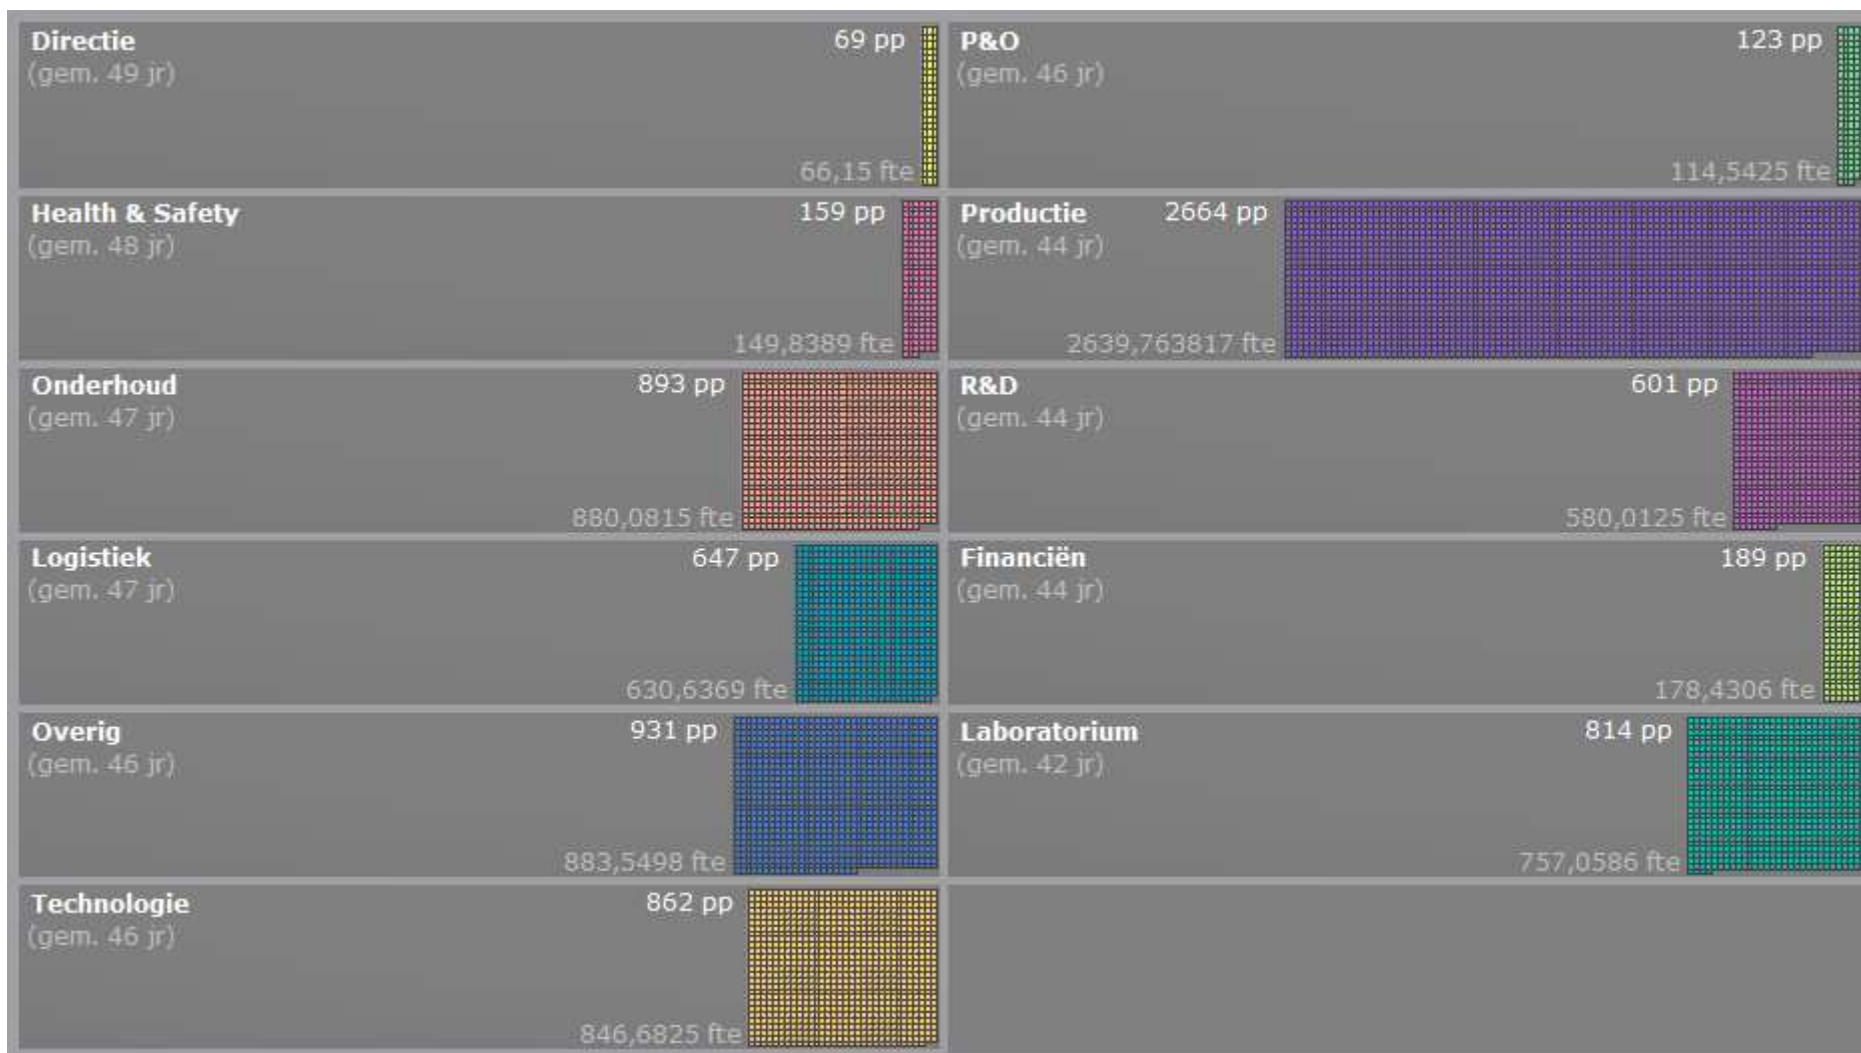 Directie
69 pp
(gem. 49 jr)
66,15 fte
P&O
123 pp
(gem. 46 jr)
114,5425 fte
Health & Safety
159 pp
(gem. 48 jr)
149,8389 fte
Productie
2664 pp
(gem. 44 jr)
2639,763817 fte
Onderhoud
893 pp
(gem. 47 jr)
880,0815 fte
R&D
601 pp
(gem. 44 jr)
580,0125 fte
Logistiek
647 pp
(gem. 47 jr)
630,6369 fte
Financiën
189 pp
(gem. 44 jr)
178,4306 fte
Overig
931 pp
(gem. 46 jr)
883,5498 fte
Laboratorium
814 pp
(gem. 42 jr)
757,0586 fte
Technologie
862 pp
(gem. 46 jr)
846,6825 fte